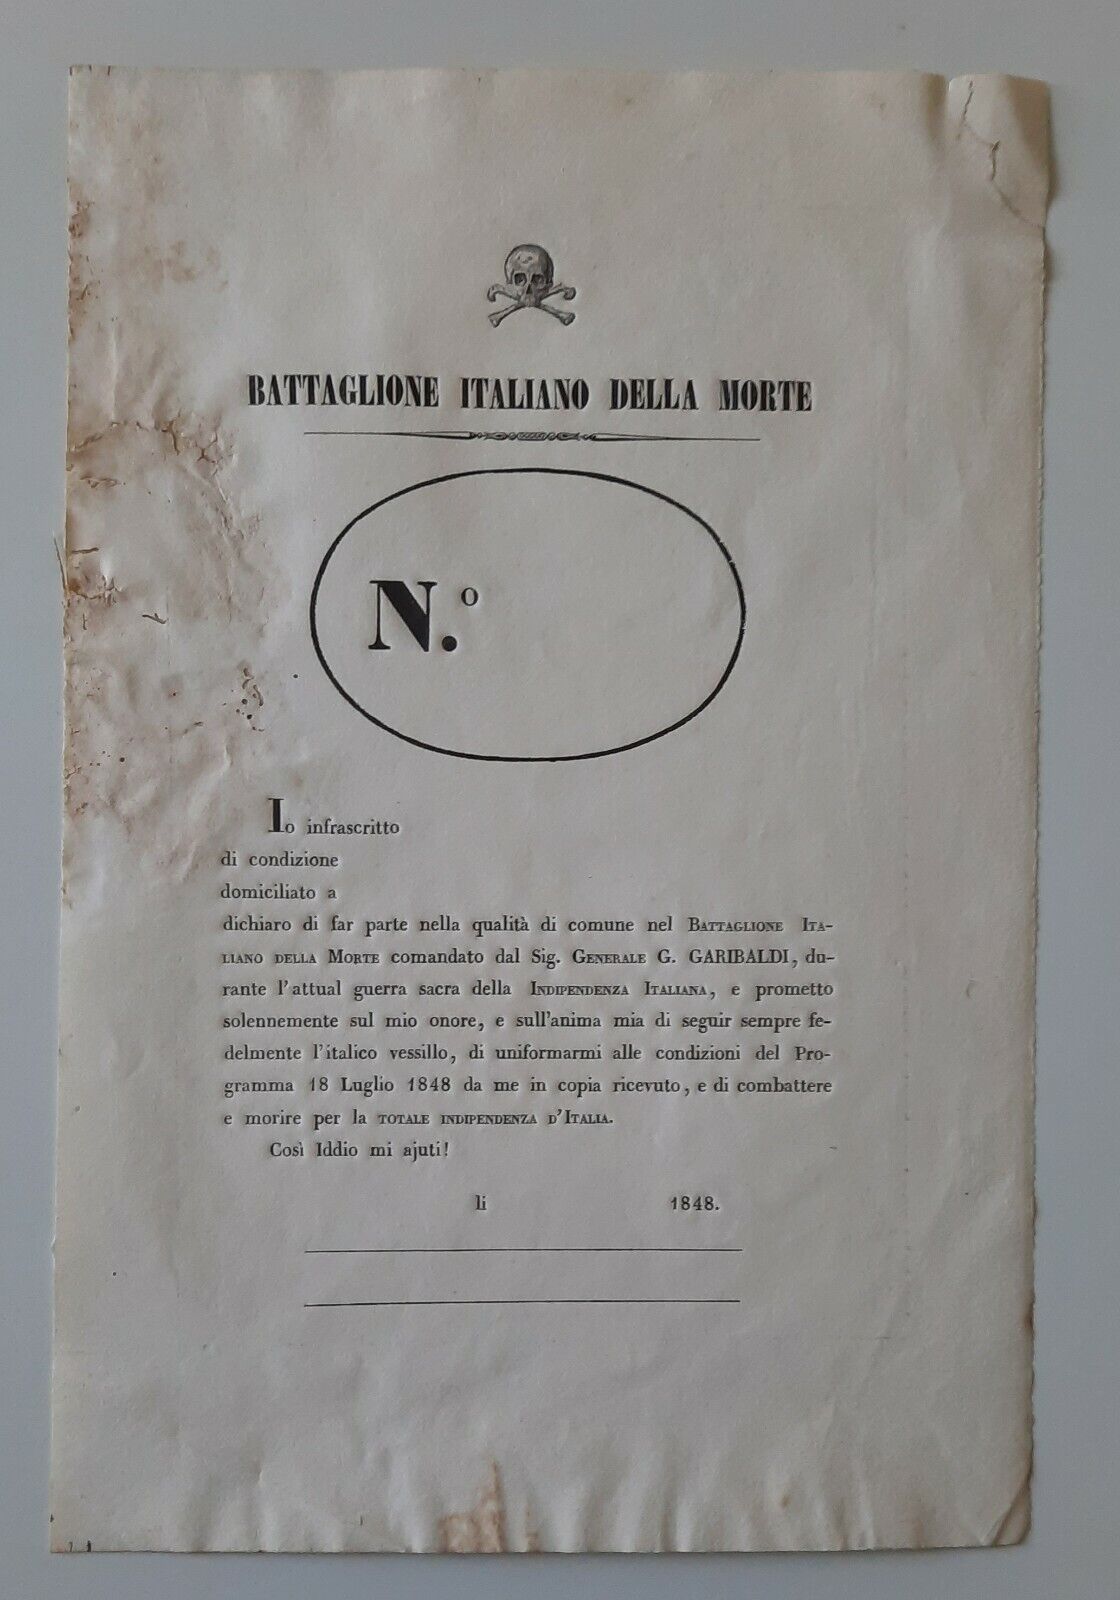 BATTAGLIONE ITALIANO DELLA MORTE
N.º
Io infrascritto
di condizione
domiciliato a
dichiaro di far parte nella qualità di comune nel BATTAGLIONE ITA-
LIANO DELLA MORTE comandato dal Sig. GENERALE G. GARIBALDI, du-
rante l'attual guerra sacra della INDIPENDENZA ITALIANA, e prometto
solennemente sul mio onore, e sull'anima mia di seguir sempre fe-
delmente l'italico vessillo, di uniformarmi alle condizioni del Pro-
gramma 18 Luglio 1848 da me in copia ricevuto, e di combattere
e morire per la TOTALE INDIPENDENZA D'ITALIA.
Così Iddio mi ajuti!
li 1848.